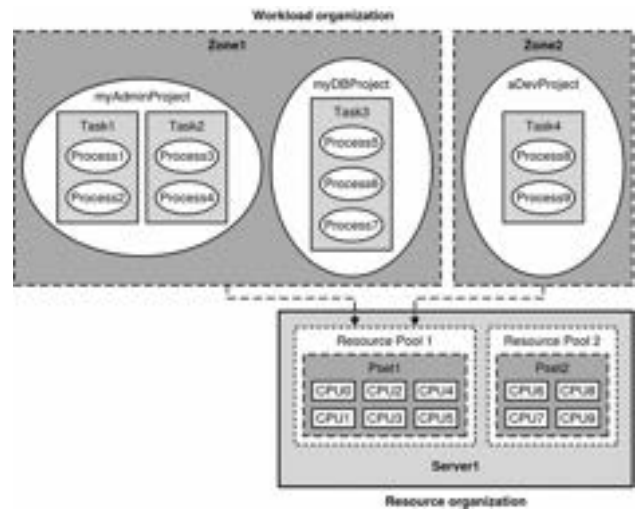 Workload organization
Zone1
Zone2
myAdminProject
myDBProject
aDevProject
Task1
Task2
Task3
Task4
Process1
Process3
Process5
Process8
Process2
Process4
Process6
Process9
Process7
Resource Pool 1
Resource Pool 2
Pset1
Pset2
CPU0
CPU2
CPU4
CPU6
CPU8
CPU1
CPU3
CPU5
CPU7
CPU9
Server1
Resource organization